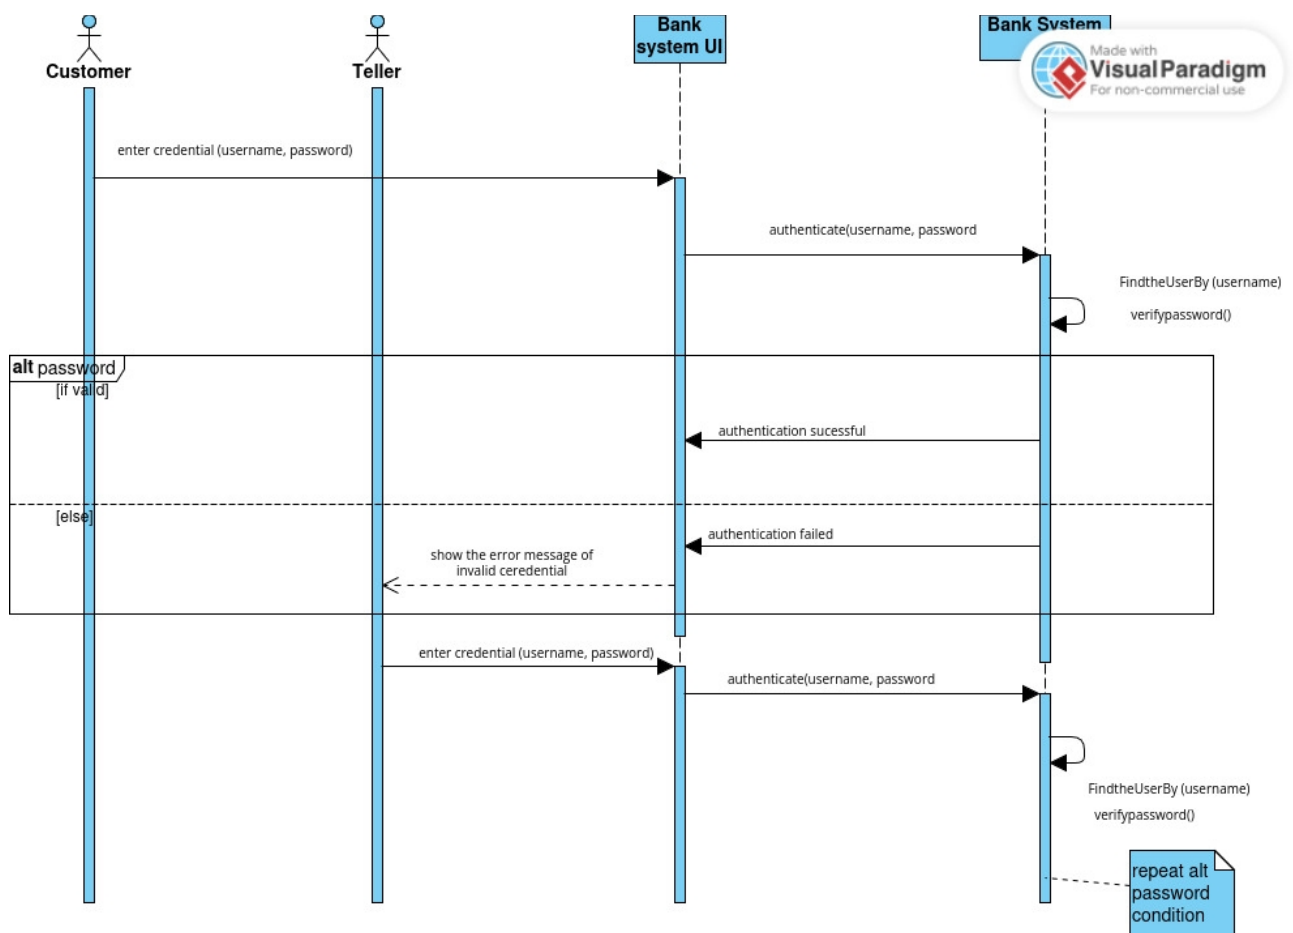 Customer
Teller
Bank
system UI
Bank System
Made with
Visual Paradigm
For non-commercial use
enter credential (username, password)
authenticate(username, password
FindtheUserBy (username)
verifypassword()
alt password
[if valid]
authentication sucessful
[else]
authentication failed
show the error message of
invalid ceredential
enter credential (username, password)
authenticate(username, password
FindtheUserBy (username)
verifypassword()
repeat alt
password
condition